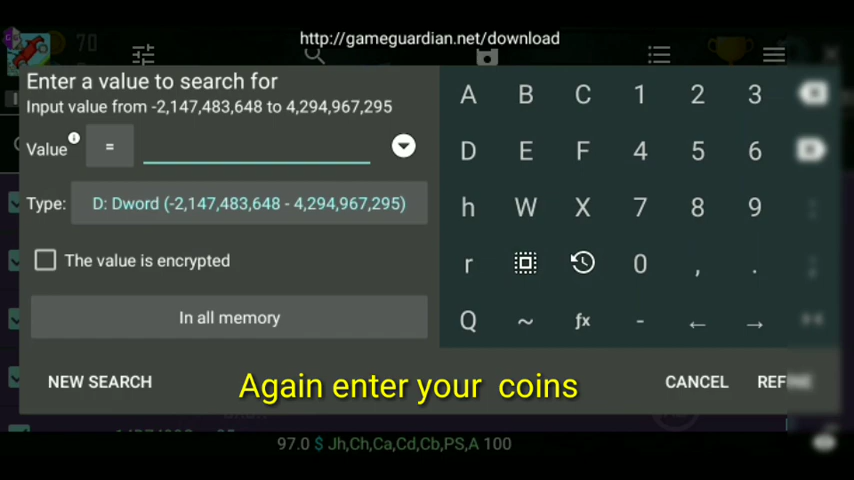 http://gameguardian.net/download
70
Enter a value to search for
Input value from -2,147,483,648 to 4,294,967,295
Value =
Type: D: Dword (-2,147,483,648 - 4,294,967,295)
The value is encrypted
In all memory
NEW SEARCH
CANCEL
A B C 1 2 3
D E F 4 5 6
h W X 7 8 9
r 0 , .
Q ~ ƒx - ← →
Again enter your coins
97.0 $ Jh,Ch,Ca,Cd,Cb,PS,A 100